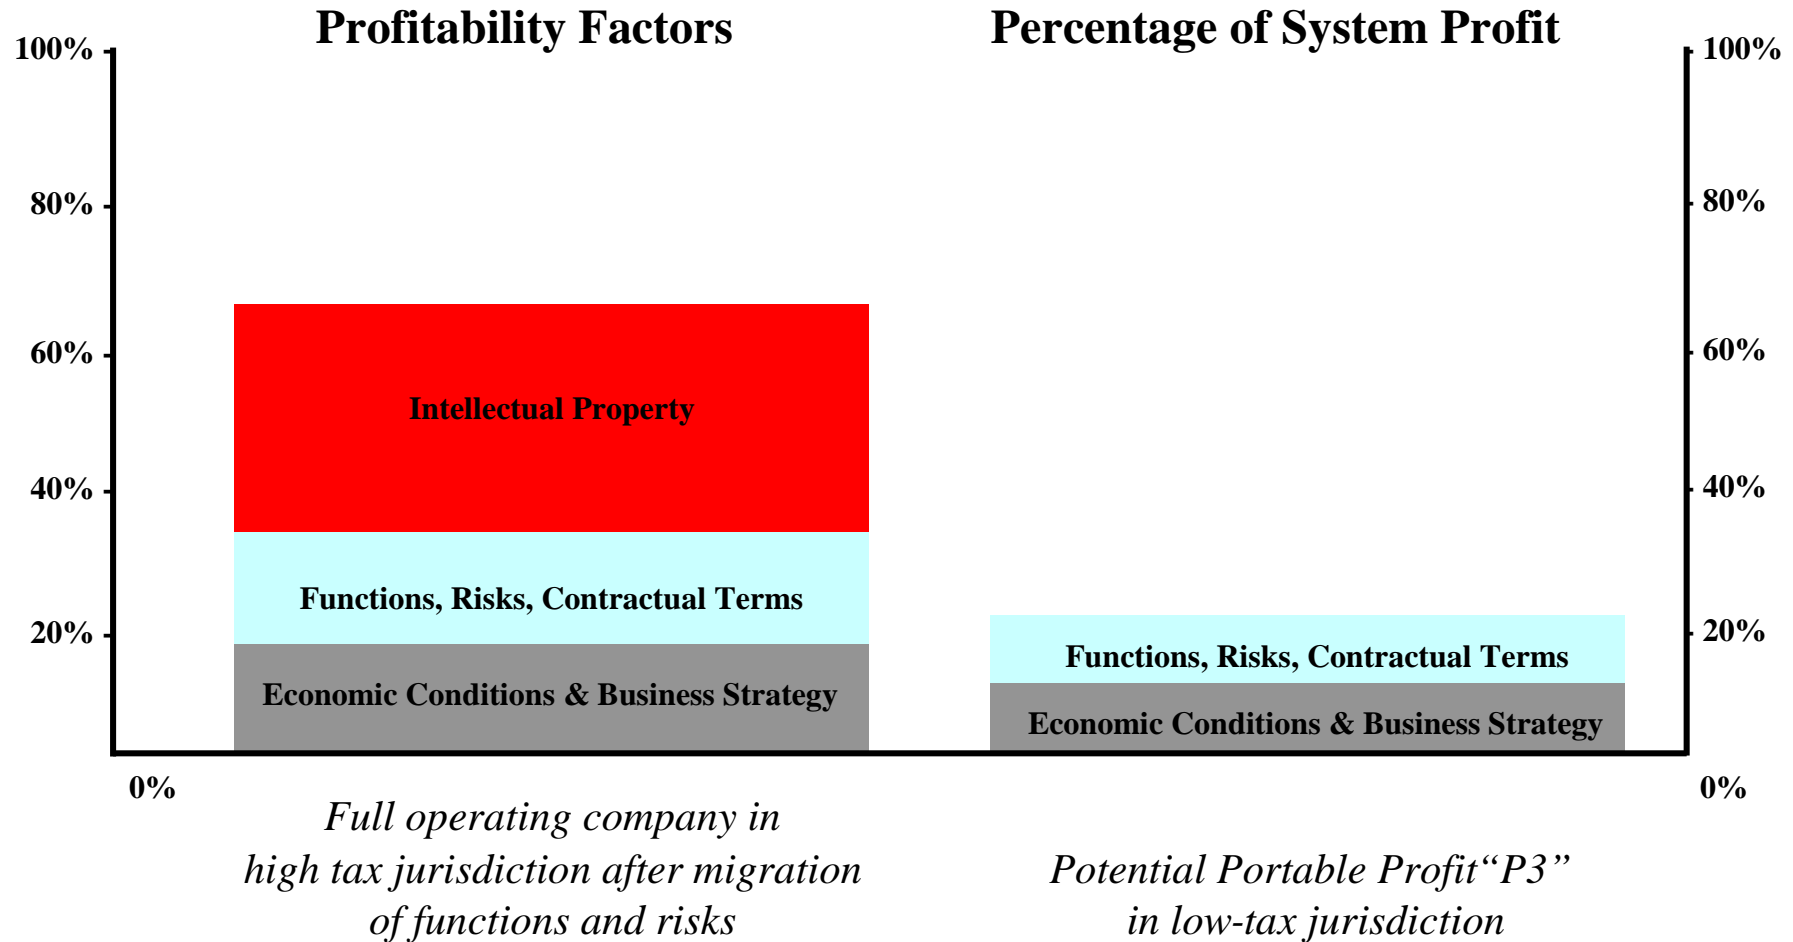 Profitability Factors
Percentage of System Profit
100%
100%
80%
80%
60%
60%
Intellectual Property
40%
40%
Functions, Risks, Contractual Terms
20%
20%
Functions, Risks, Contractual Terms
Economic Conditions & Business Strategy
Economic Conditions & Business Strategy
0%
0%
Full operating company in
high tax jurisdiction after migration
of functions and risks
Potential Portable Profit“P3”
in low-tax jurisdiction